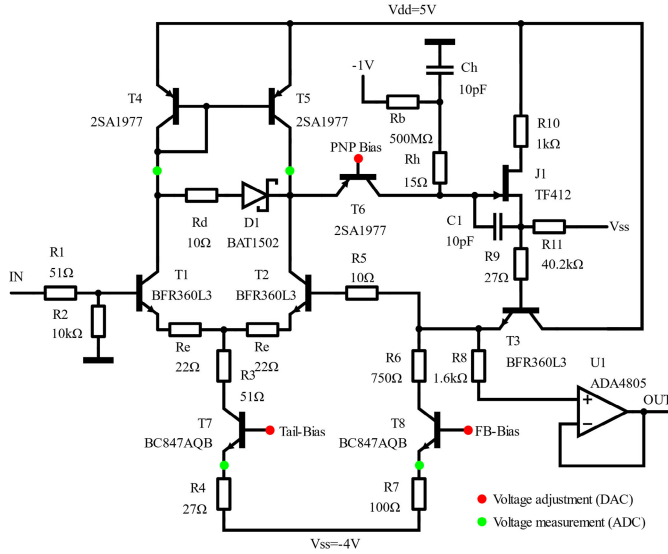 Vdd=5V
T4
2SA1977
T5
2SA1977
-1V
Ch
10pF
Rb
500MΩ
R10
1kΩ
PNP Bias
Rh
15Ω
J1
TF412
Rd
10Ω
D1
BAT1502
T6
2SA1977
C1
10pF
R11
40.2kΩ
Vss
IN
R1
51Ω
R2
10kΩ
T1
BFR360L3
T2
BFR360L3
R5
10Ω
R9
27Ω
T3
BFR360L3
Re
22Ω
Re
22Ω
R3
51Ω
R6
750Ω
R8
1.6kΩ
U1
ADA4805
OUT
+
−
T7
BC847AQB
Tail-Bias
T8
BC847AQB
FB-Bias
R4
27Ω
R7
100Ω
Vss=-4V
Voltage adjustment (DAC)
Voltage measurement (ADC)